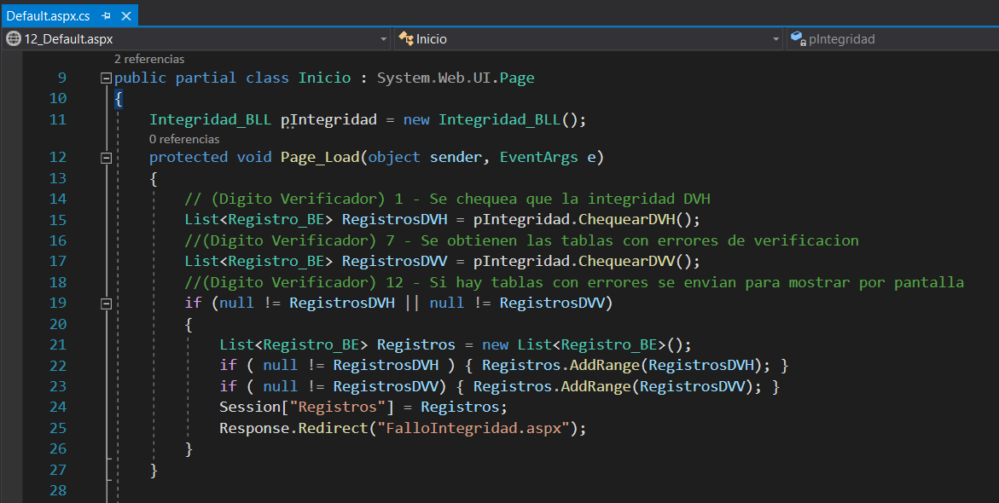 Default.aspx.cs
12_Default.aspx
Inicio
pIntegridad
2 referencias
9 public partial class Inicio : System.Web.UI.Page
10 {
11 Integridad_BLL pIntegridad = new Integridad_BLL();
0 referencias
12 protected void Page_Load(object sender, EventArgs e)
13 {
14 // (Digito Verificador) 1 - Se chequea que la integridad DVH
15 List<Registro_BE> RegistrosDVH = pIntegridad.ChequearDVH();
16 //(Digito Verificador) 7 - Se obtienen las tablas con errores de verificacion
17 List<Registro_BE> RegistrosDVV = pIntegridad.ChequearDVV();
18 //(Digito Verificador) 12 - Si hay tablas con errores se envian para mostrar por pantalla
19 if (null != RegistrosDVH || null != RegistrosDVV)
20 {
21 List<Registro_BE> Registros = new List<Registro_BE>();
22 if ( null != RegistrosDVH ) { Registros.AddRange(RegistrosDVH); }
23 if ( null != RegistrosDVV) { Registros.AddRange(RegistrosDVV); }
24 Session["Registros"] = Registros;
25 Response.Redirect("FalloIntegridad.aspx");
26 }
27 }
28